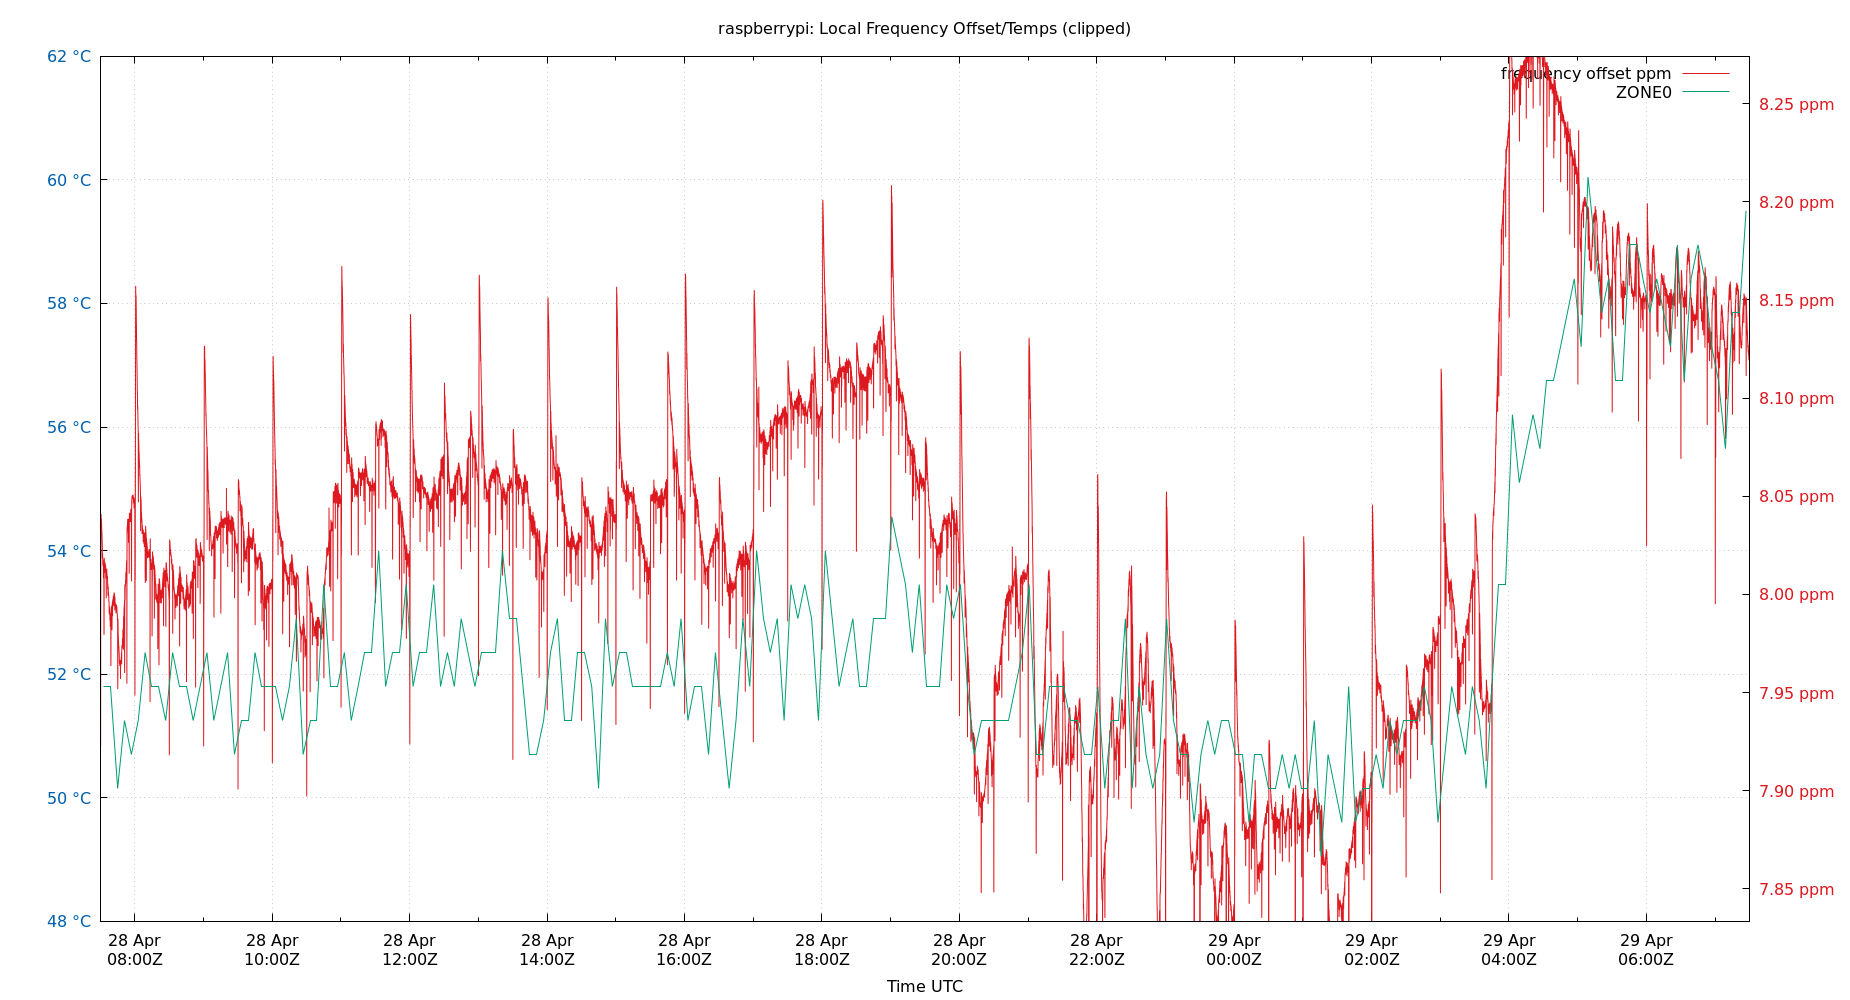 raspberrypi: Local Frequency Offset/Temps (clipped)
62 °C
60 °C
58 °C
56 °C
54 °C
52 °C
50 °C
48 °C
frequency offset ppm
ZONE0
8.25 ppm
8.20 ppm
8.15 ppm
8.10 ppm
8.05 ppm
8.00 ppm
7.95 ppm
7.90 ppm
7.85 ppm
28 Apr 28 Apr 28 Apr 28 Apr 28 Apr 28 Apr 28 Apr 28 Apr 29 Apr 29 Apr 29 Apr 29 Apr
08:00Z 10:00Z 12:00Z 14:00Z 16:00Z 18:00Z 20:00Z 22:00Z 00:00Z 02:00Z 04:00Z 06:00Z
Time UTC